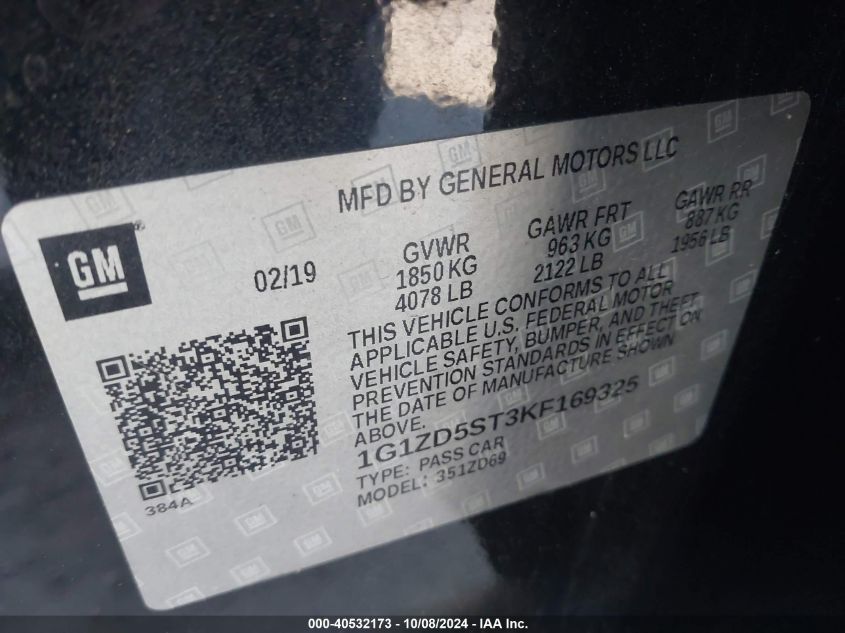 MFD BY GENERAL MOTORS LLC
GM
02/19
GVWR
1850 KG
4078 LB
GAWR FRT
963 KG
2122 LB
GAWR RR
887 KG
1956 LB
THIS VEHICLE CONFORMS TO ALL
APPLICABLE U.S. FEDERAL MOTOR
VEHICLE SAFETY, BUMPER, AND THEFT
PREVENTION STANDARDS IN EFFECT ON
THE DATE OF MANUFACTURE SHOWN
ABOVE.
1G1ZD5ST3KF169325
TYPE: PASS CAR
MODEL: 351ZD69
384A
000-40532173 - 10/08/2024 - IAA Inc.